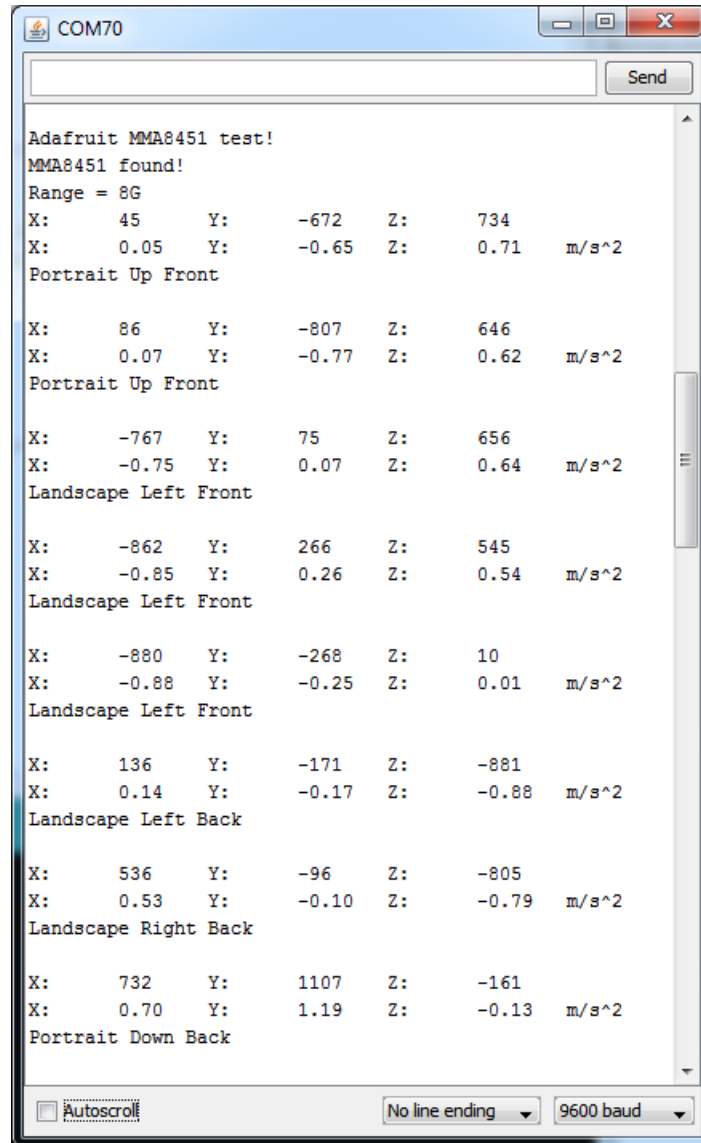 COM70
Send
Adafruit MMA8451 test!
MMA8451 found!
Range = 8G
X: 45 Y: -672 Z: 734
X: 0.05 Y: -0.65 Z: 0.71 m/s^2
Portrait Up Front
X: 86 Y: -807 Z: 646
X: 0.07 Y: -0.77 Z: 0.62 m/s^2
Portrait Up Front
X: -767 Y: 75 Z: 656
X: -0.75 Y: 0.07 Z: 0.64 m/s^2
Landscape Left Front
X: -862 Y: 266 Z: 545
X: -0.85 Y: 0.26 Z: 0.54 m/s^2
Landscape Left Front
X: -880 Y: -268 Z: 10
X: -0.88 Y: -0.25 Z: 0.01 m/s^2
Landscape Left Front
X: 136 Y: -171 Z: -881
X: 0.14 Y: -0.17 Z: -0.88 m/s^2
Landscape Left Back
X: 536 Y: -96 Z: -805
X: 0.53 Y: -0.10 Z: -0.79 m/s^2
Landscape Right Back
X: 732 Y: 1107 Z: -161
X: 0.70 Y: 1.19 Z: -0.13 m/s^2
Portrait Down Back
Autoscroll No line ending 9600 baud